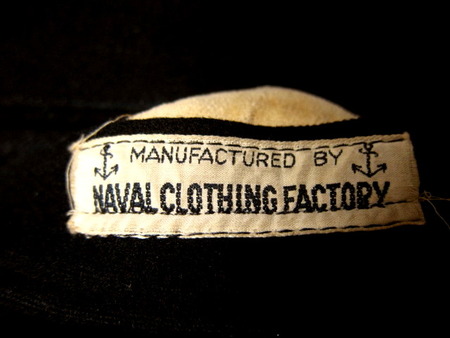 MANUFACTURED BY
NAVAL CLOTHING FACTORY